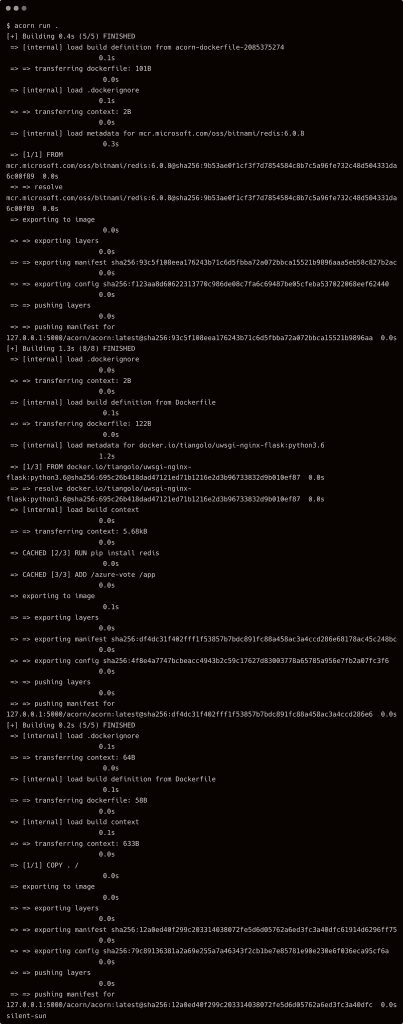 $ acorn run .
[+] Building 0.4s (5/5) FINISHED
=> [internal] load build definition from acorn-dockerfile-2085375274
0.1s
=> => transferring dockerfile: 101B
0.0s
=> [internal] load .dockerignore
0.1s
=> => transferring context: 2B
0.0s
=> [internal] load metadata for mcr.microsoft.com/oss/bitnami/redis:6.0.8
0.3s
=> [1/1] FROM
mcr.microsoft.com/oss/bitnami/redis:6.0.8@sha256:9b53ae0f1cf3f7d7854584c8b7c5a96fe732c48d504331da
6c00f89 0.0s
=> => resolve
mcr.microsoft.com/oss/bitnami/redis:6.0.8@sha256:9b53ae0f1cf3f7d7854584c8b7c5a96fe732c48d504331da
6c00f89 0.0s
=> exporting to image
0.0s
=> => exporting layers
0.0s
=> => exporting manifest sha256:93c5f108eea176243b71c6d5fbba72a072bbca15521b9896aaa5eb58c827b2ac
0.0s
=> => exporting config sha256:f123aa8d60622313770c986de08c7fa6c69487be05cfeba537022068eef62440
0.0s
=> => pushing layers
0.0s
=> => pushing manifest for
127.0.0.1:5000/acorn/acorn:latest@sha256:93c5f108eea176243b71c6d5fbba72a072bbca15521b9896aa 0.0s
[+] Building 1.3s (8/8) FINISHED
=> [internal] load .dockerignore
0.0s
=> => transferring context: 2B
0.0s
=> [internal] load build definition from Dockerfile
0.1s
=> => transferring dockerfile: 122B
0.0s
=> [internal] load metadata for docker.io/tiangolo/uwsgi-nginx-flask:python3.6
1.2s
=> [1/3] FROM docker.io/tiangolo/uwsgi-nginx-
flask:python3.6@sha256:695c26b418dad47121ed71b1216e2d3b96733832d9b010ef87 0.0s
=> => resolve docker.io/tiangolo/uwsgi-nginx-
flask:python3.6@sha256:695c26b418dad47121ed71b1216e2d3b96733832d9b010ef87 0.0s
=> [internal] load build context
0.0s
=> => transferring context: 5.68kB
0.0s
=> CACHED [2/3] RUN pip install redis
0.0s
=> CACHED [3/3] ADD /azure-vote /app
0.0s
=> exporting to image
0.1s
=> => exporting layers
0.0s
=> => exporting manifest sha256:df4dc31f402fff1f53857b7bdc891fc88a458ac3a4ccd286e68178ac45c248bc
0.0s
=> => exporting config sha256:4f8e4a7747bcbeacc4943b2c59c17627d83003778a65785a956e7fb2a07fc3f6
0.0s
=> => pushing layers
0.0s
=> => pushing manifest for
127.0.0.1:5000/acorn/acorn:latest@sha256:df4dc31f402fff1f53857b7bdc891fc88a458ac3a4ccd286e6 0.0s
[+] Building 0.2s (5/5) FINISHED
=> [internal] load .dockerignore
0.1s
=> => transferring context: 64B
0.0s
=> [internal] load build definition from Dockerfile
0.1s
=> => transferring dockerfile: 58B
0.0s
=> [internal] load build context
0.1s
=> => transferring context: 633B
0.0s
=> [1/1] COPY . /
0.0s
=> exporting to image
0.0s
=> => exporting layers
0.0s
=> => exporting manifest sha256:12a0ed40f299c203314038072fe5d6d05762a6ed3fc3a40dfc61914d6296ff75
0.0s
=> => exporting config sha256:79c89136381a2a69e255a7a46343f2cb1be7e85781e90e230e6f036eca95cf6a
0.0s
=> => pushing layers
0.0s
=> => pushing manifest for
127.0.0.1:5000/acorn/acorn:latest@sha256:12a0ed40f299c203314038072fe5d6d05762a6ed3fc3a40dfc 0.0s
silent-sun